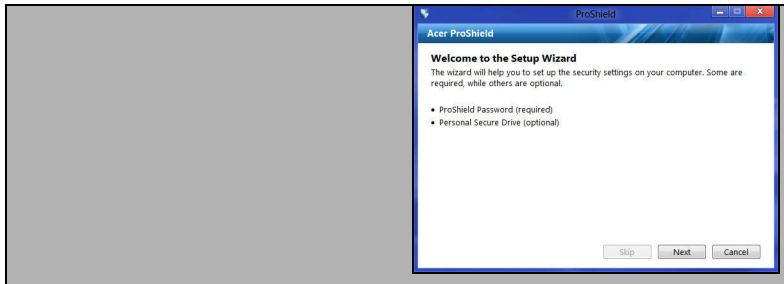 ProShield
Acer ProShield
Welcome to the Setup Wizard
The wizard will help you to set up the security settings on your computer. Some are
required, while others are optional.
• ProShield Password (required)
• Personal Secure Drive (optional)
Skip Next Cancel